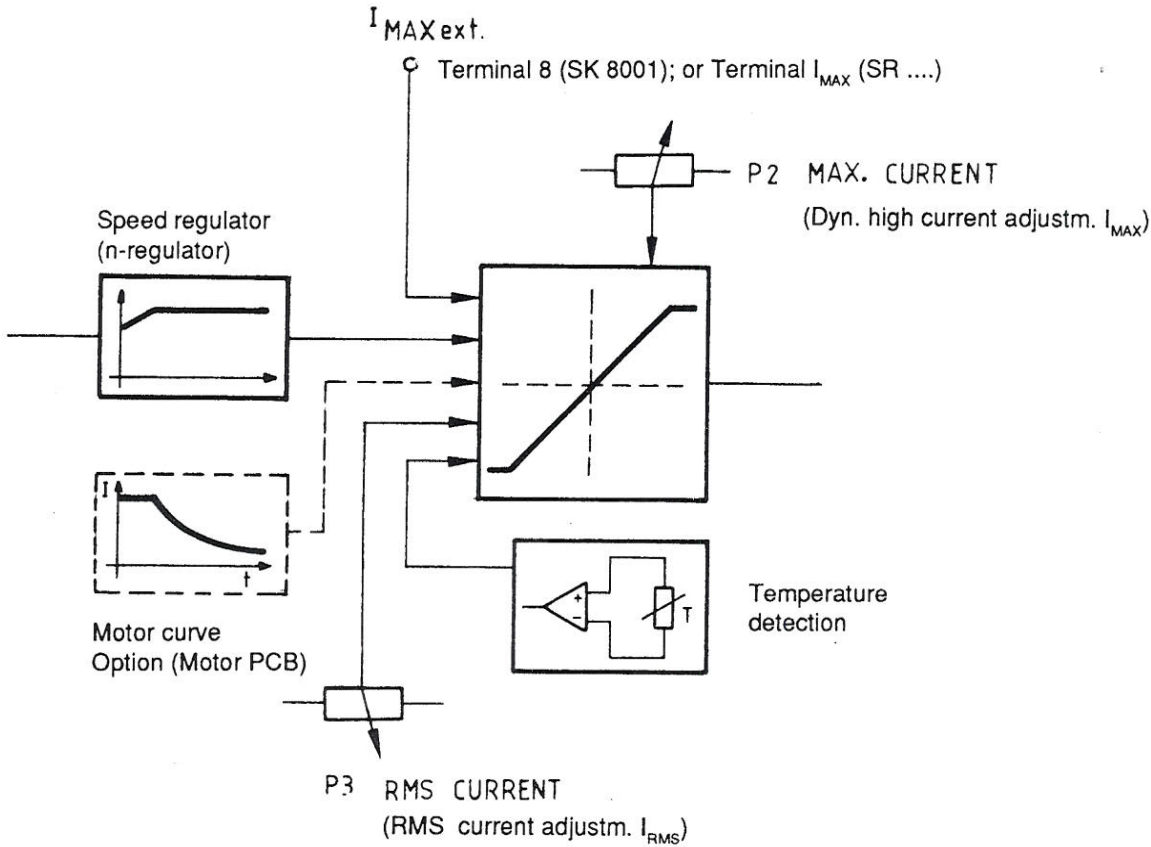 I MAX ext.
Terminal 8 (SK 8001); or Terminal I MAX (SR ....)
P2 MAX. CURRENT
(Dyn. high current adjustm. I MAX)
Speed regulator
(n-regulator)
I
t
Motor curve
Option (Motor PCB)
+
−
T
Temperature
detection
P3 RMS CURRENT
(RMS current adjustm. I RMS)